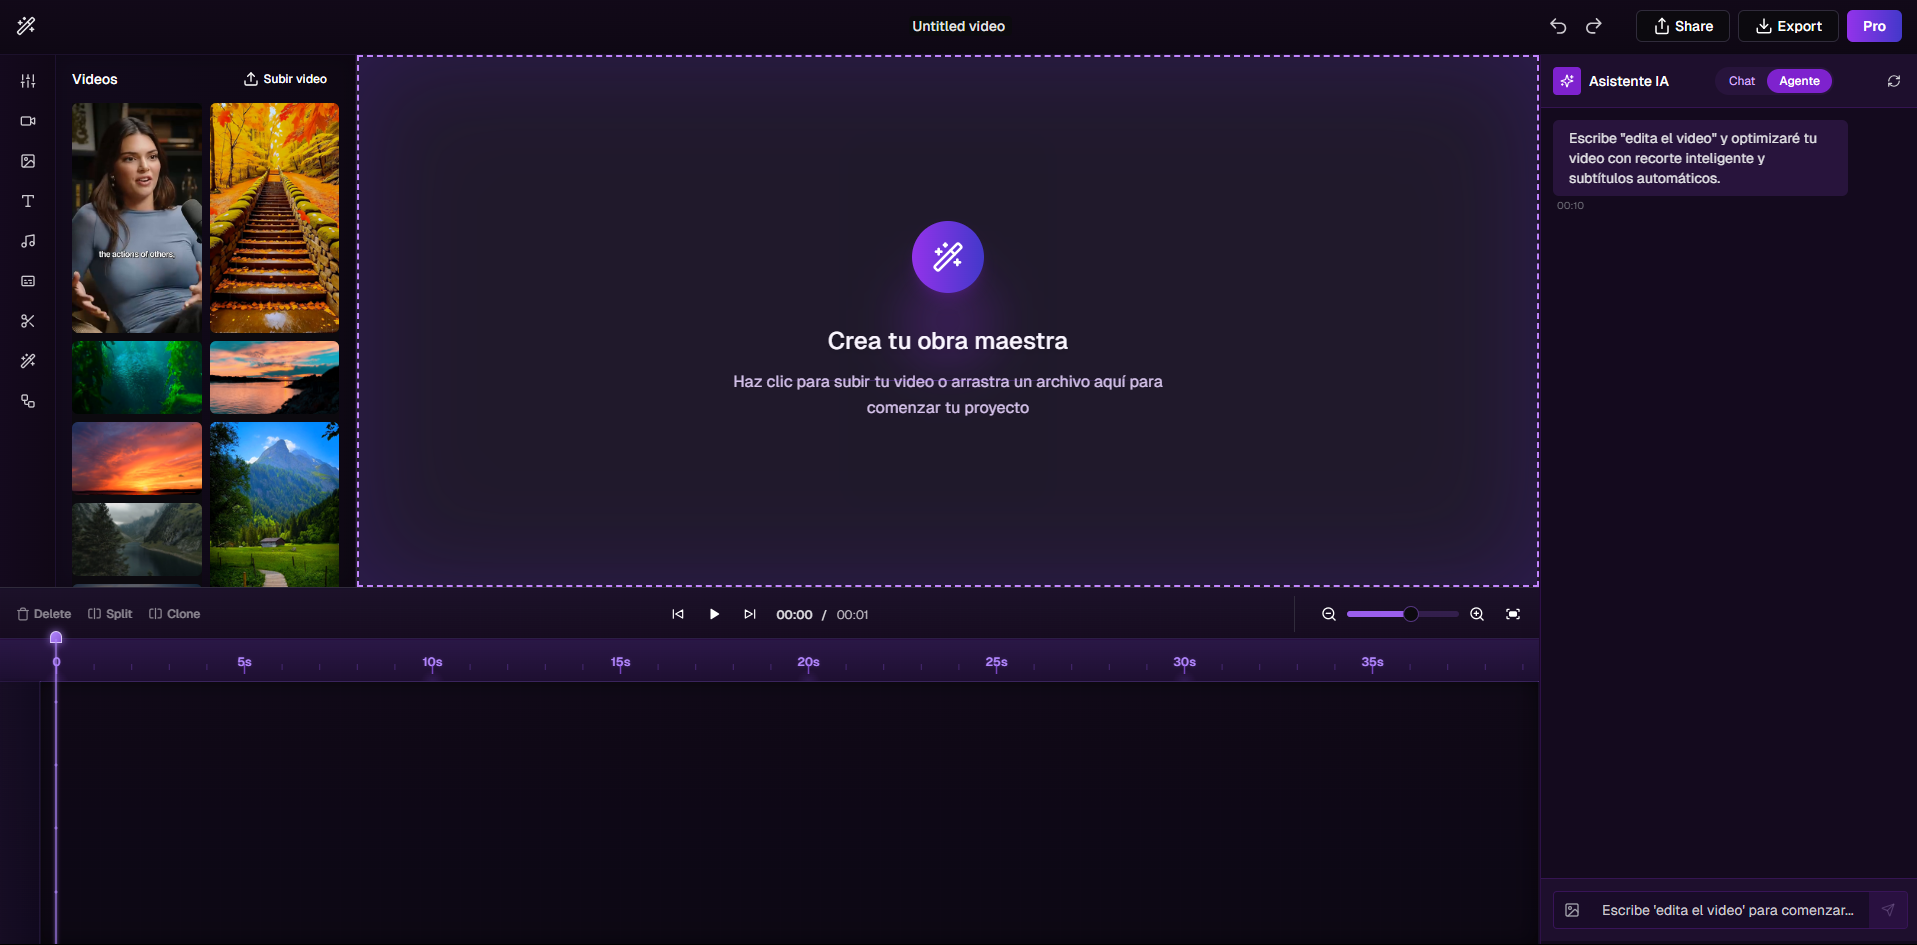 Untitled video
Share
Export
Pro
Videos
Subir video
the actions of others.
Crea tu obra maestra
Haz clic para subir tu video o arrastra un archivo aquí para
comenzar tu proyecto
Asistente IA
Chat
Agente
Escribe "edita el video" y optimizaré tu
video con recorte inteligente y
subtítulos automáticos.
00:10
Delete
Split
Clone
00:00 / 00:01
0
5s
10s
15s
20s
25s
30s
35s
Escribe 'edita el video' para comenzar...